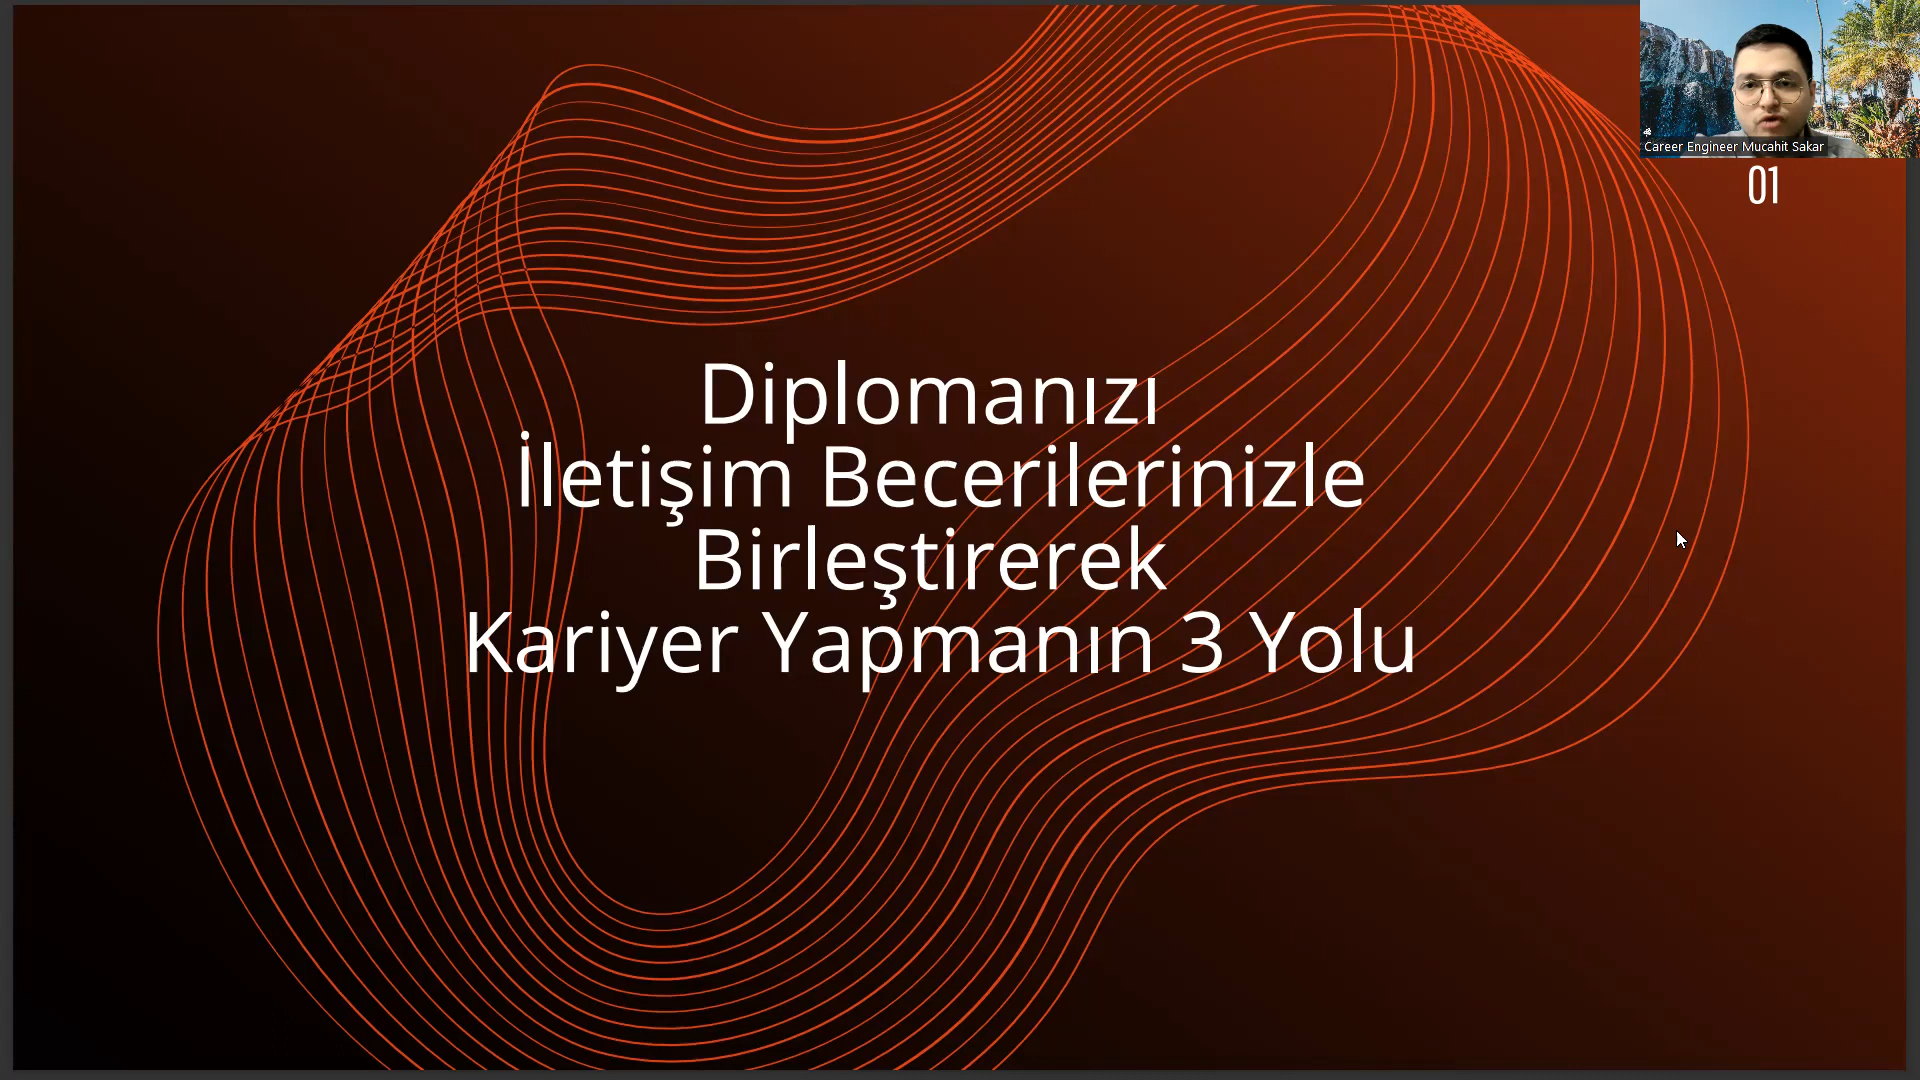 Career Engineer Mucahit Sakar
01
Diplomanızı
İletişim Becerilerinizle
Birleştirerek
Kariyer Yapmanın 3 Yolu